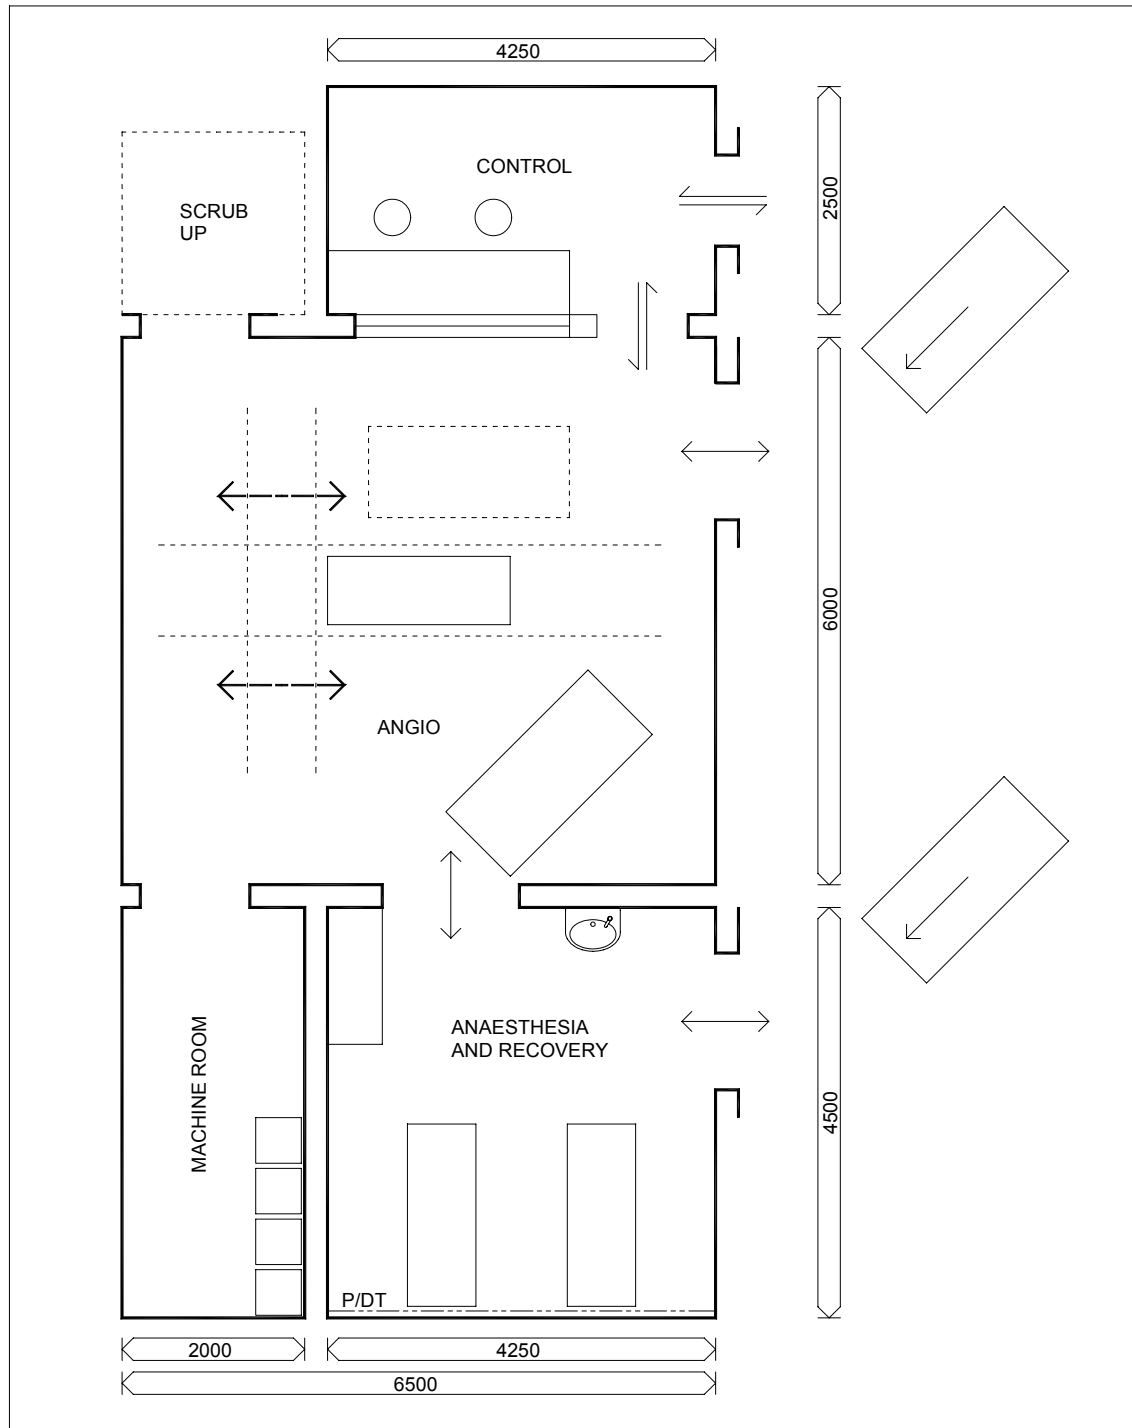 4250
CONTROL
2500
SCRUB
UP
6000
ANGIO
MACHINE ROOM
ANAESTHESIA
AND RECOVERY
4500
P/DT
2000
4250
6500